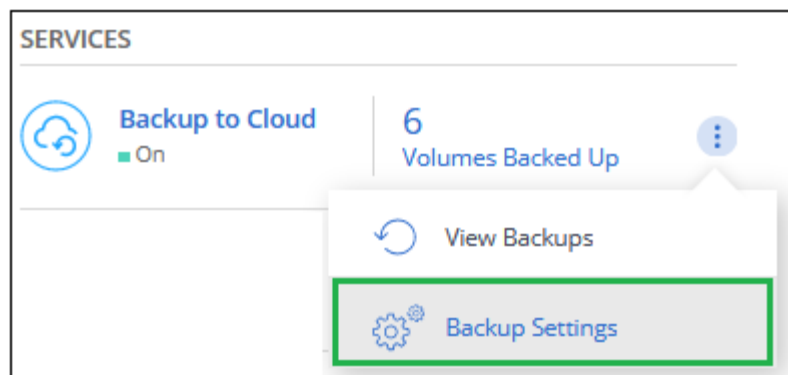 SERVICES
Backup to Cloud
On
6
Volumes Backed Up
View Backups
Backup Settings